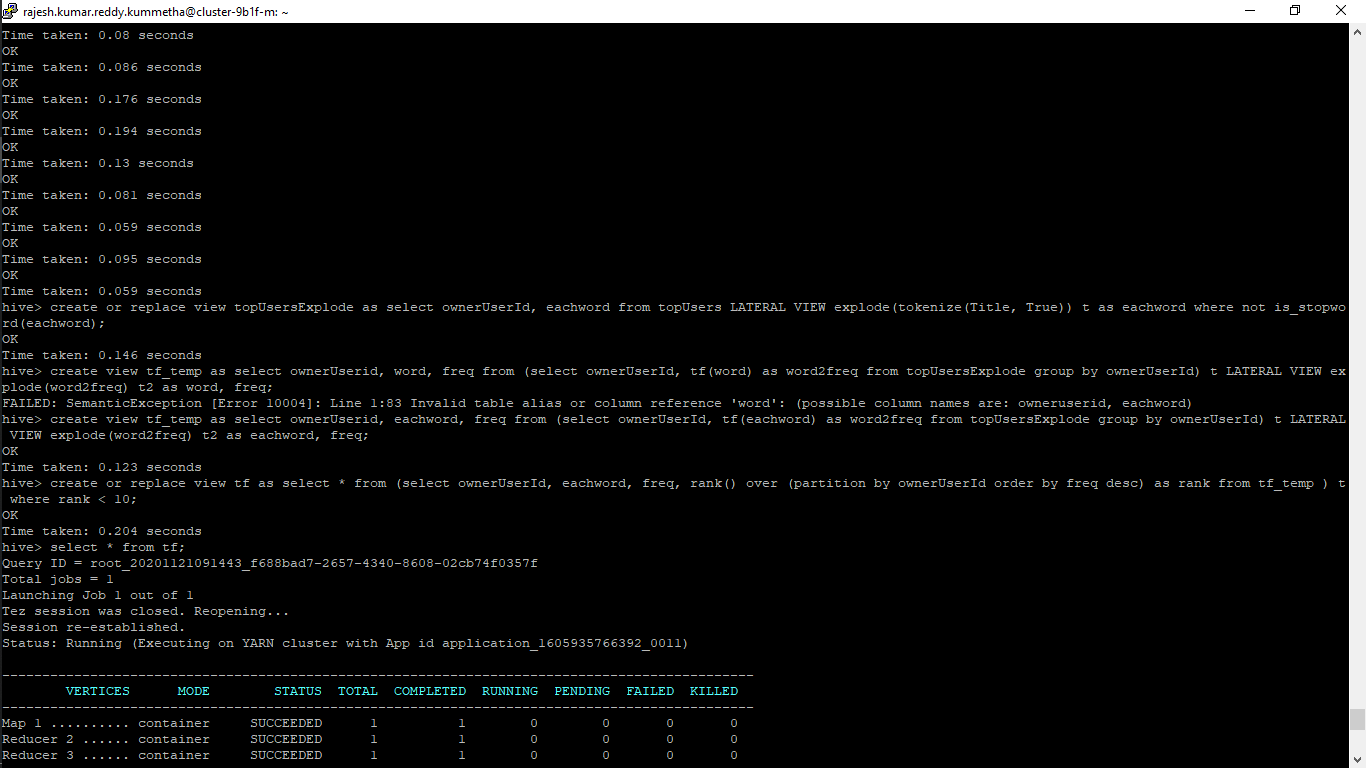 rajesh.kumar.reddy.kummetha@cluster-9b1f-m: ~
Time taken: 0.08 seconds
OK
Time taken: 0.086 seconds
OK
Time taken: 0.176 seconds
OK
Time taken: 0.194 seconds
OK
Time taken: 0.13 seconds
OK
Time taken: 0.081 seconds
OK
Time taken: 0.059 seconds
OK
Time taken: 0.095 seconds
OK
Time taken: 0.059 seconds
hive> create or replace view topUsersExplode as select ownerUserId, eachword from topUsers LATERAL VIEW explode(tokenize(Title, True)) t as eachword where not is_stopwo
rd(eachword);
OK
Time taken: 0.146 seconds
hive> create view tf_temp as select ownerUserid, word, freq from (select ownerUserId, tf(word) as word2freq from topUsersExplode group by ownerUserId) t LATERAL VIEW ex
plode(word2freq) t2 as word, freq;
FAILED: SemanticException [Error 10004]: Line 1:83 Invalid table alias or column reference 'word': (possible column names are: owneruserid, eachword)
hive> create view tf_temp as select ownerUserid, eachword, freq from (select ownerUserId, tf(eachword) as word2freq from topUsersExplode group by ownerUserId) t LATERAL
 VIEW explode(word2freq) t2 as eachword, freq;
OK
Time taken: 0.123 seconds
hive> create or replace view tf as select * from (select ownerUserId, eachword, freq, rank() over (partition by ownerUserId order by freq desc) as rank from tf_temp ) t
 where rank < 10;
OK
Time taken: 0.204 seconds
hive> select * from tf;
Query ID = root_20201121091443_f688bad7-2657-4340-8608-02cb74f0357f
Total jobs = 1
Launching Job 1 out of 1
Tez session was closed. Reopening...
Session re-established.
Status: Running (Executing on YARN cluster with App id application_1605935766392_0011)
----------------------------------------------------------------------------------------------
        VERTICES      MODE        STATUS  TOTAL  COMPLETED  RUNNING  PENDING  FAILED  KILLED
----------------------------------------------------------------------------------------------
Map 1 .......... container     SUCCEEDED      1          1        0        0       0       0
Reducer 2 ...... container     SUCCEEDED      1          1        0        0       0       0
Reducer 3 ...... container     SUCCEEDED      1          1        0        0       0       0